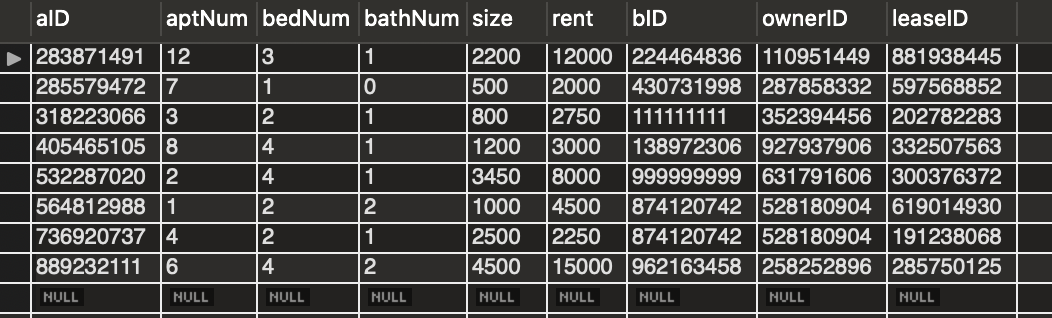 aID aptNum bedNum bathNum size rent bID ownerID leaseID
283871491 12 3 1 2200 12000 224464836 110951449 881938445
285579472 7 1 0 500 2000 430731998 287858332 597568852
318223066 3 2 1 800 2750 111111111 352394456 202782283
405465105 8 4 1 1200 3000 138972306 927937906 332507563
532287020 2 4 1 3450 8000 999999999 631791606 300376372
564812988 1 2 2 1000 4500 874120742 528180904 619014930
736920737 4 2 1 2500 2250 874120742 528180904 191238068
889232111 6 4 2 4500 15000 962163458 258252896 285750125
NULL NULL NULL NULL NULL NULL NULL NULL NULL